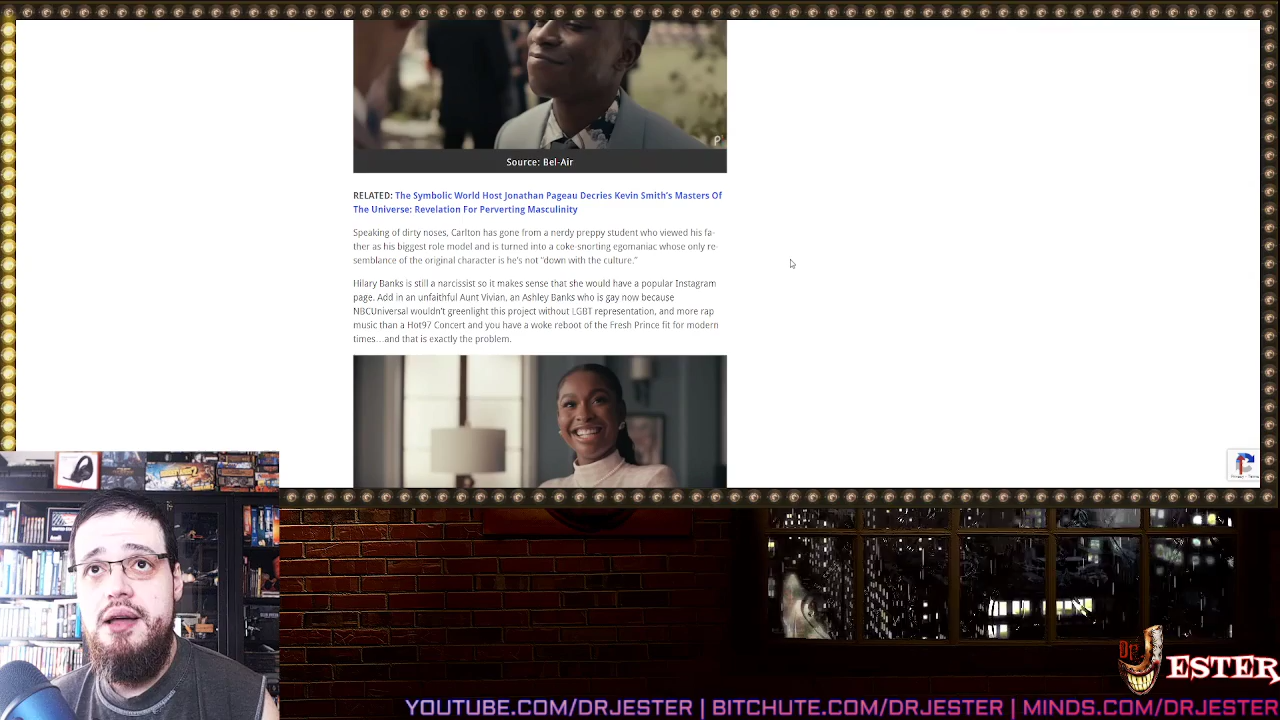 Source: Bel-Air
RELATED: The Symbolic World Host Jonathan Pageau Decries Kevin Smith's Masters Of
The Universe: Revelation For Perverting Masculinity
Speaking of dirty noses, Carlton has gone from a nerdy preppy student who viewed his fa-
ther as his biggest role model and is turned into a coke-snorting egomaniac whose only re-
semblance of the original character is he's not “down with the culture.”
Hilary Banks is still a narcissist so it makes sense that she would have a popular Instagram
page. Add in an unfaithful Aunt Vivian, an Ashley Banks who is gay now because
NBCUniversal wouldn't greenlight this project without LGBT representation, and more rap
music than a Hot97 Concert and you have a woke reboot of the Fresh Prince fit for modern
times…and that is exactly the problem.
Dr
JESTER
YOUTUBE.COM/DRJESTER | BITCHUTE.COM/DRJESTER | MINDS.COM/DRJESTER